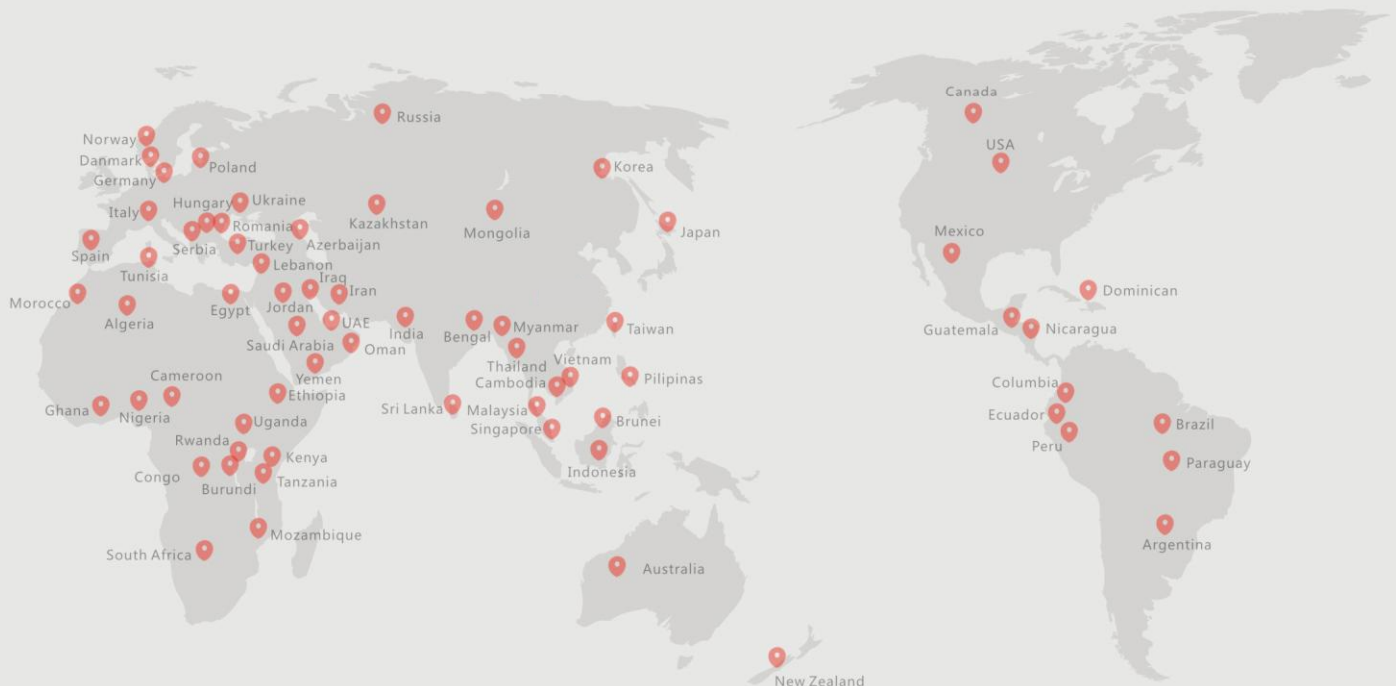 Canada
Russia
Norway
USA
Danmark
Poland
Korea
Germany
Hungary
Ukraine
Italy
Kazakhstan
Romania
Mongolia
Japan
Mexico
Serbia
Turkey
Azerbaijan
Spain
Lebanon
Tunisia
Iraq
Iran
Dominican
Morocco
Jordan
Egypt
Algeria
UAE
India
Bengal
Myanmar
Taiwan
Guatemala
Nicaragua
Saudi Arabia
Oman
Vietnam
Thailand
Cameroon
Yemen
Pilipinas
Cambodia
Columbia
Ethiopia
Ghana
Sri Lanka
Malaysia
Ecuador
Nigeria
Uganda
Brunei
Brazil
Singapore
Rwanda
Peru
Kenya
Paraguay
Indonesia
Congo
Tanzania
Burundi
Mozambique
Argentina
South Africa
Australia
New Zealand